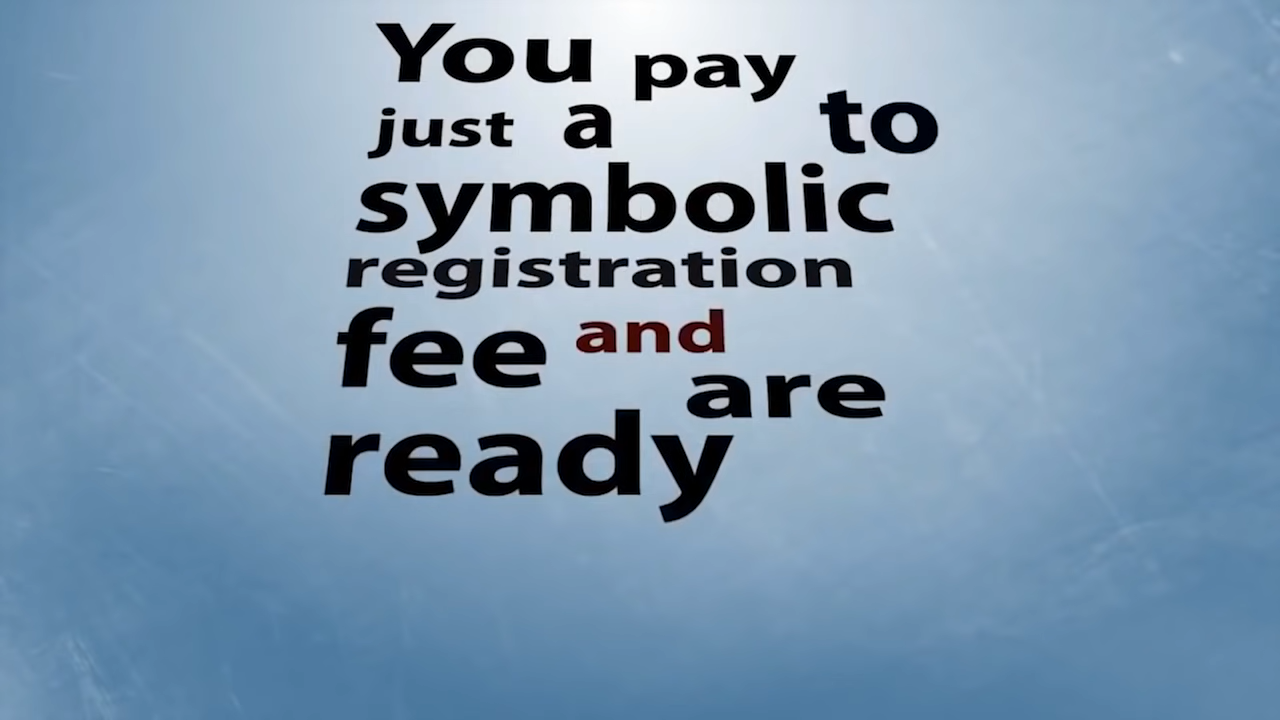 You pay
just a to
symbolic
registration
fee and
are
ready